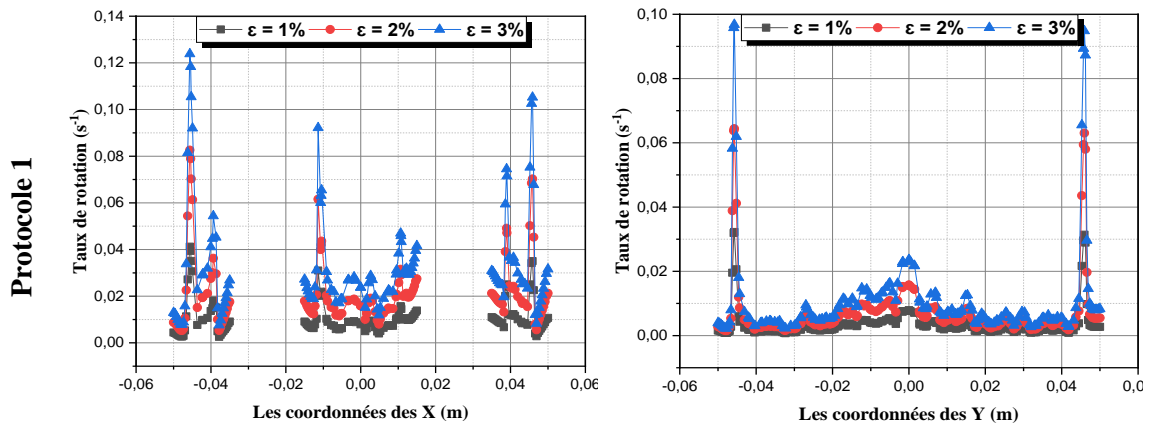 Protocole 1
ε = 1% ε = 2% ε = 3%
Taux de rotation (s-1)
0,14
0,12
0,10
0,08
0,06
0,04
0,02
0,00
-0,06 -0,04 -0,02 0,00 0,02 0,04 0,06
Les coordonnées des X (m)
ε = 1% ε = 2% ε = 3%
Taux de rotation (s-1)
0,10
0,08
0,06
0,04
0,02
0,00
-0,06 -0,04 -0,02 0,00 0,02 0,04 0,0
Les coordonnées des Y (m)